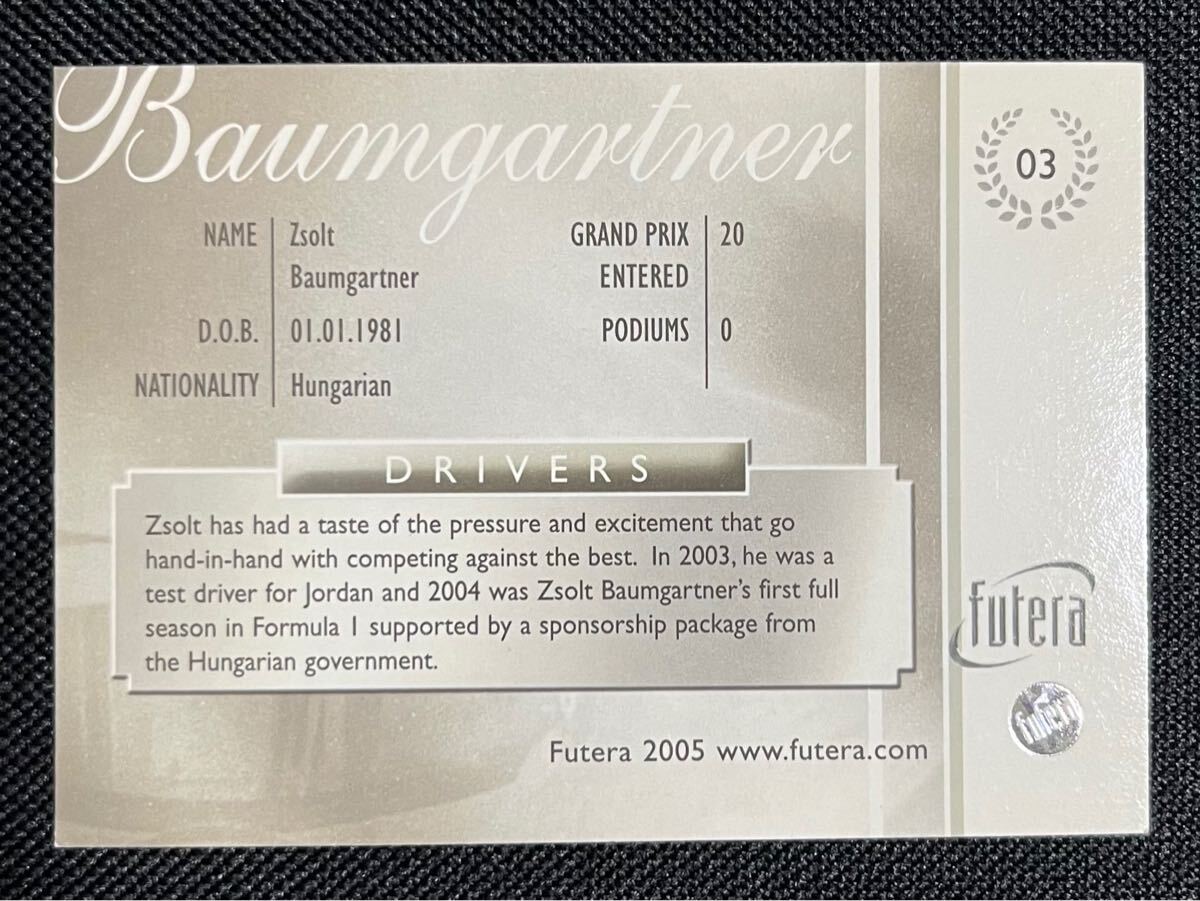 Baumgartner
03
NAME Zsolt
Baumgartner
D.O.B. 01.01.1981
NATIONALITY Hungarian
GRAND PRIX 20
ENTERED
PODIUMS 0
DRIVERS
Zsolt has had a taste of the pressure and excitement that go
hand-in-hand with competing against the best. In 2003, he was a
test driver for Jordan and 2004 was Zsolt Baumgartner's first full
season in Formula 1 supported by a sponsorship package from
the Hungarian government.
futera
futera
Futera 2005 www.futera.com